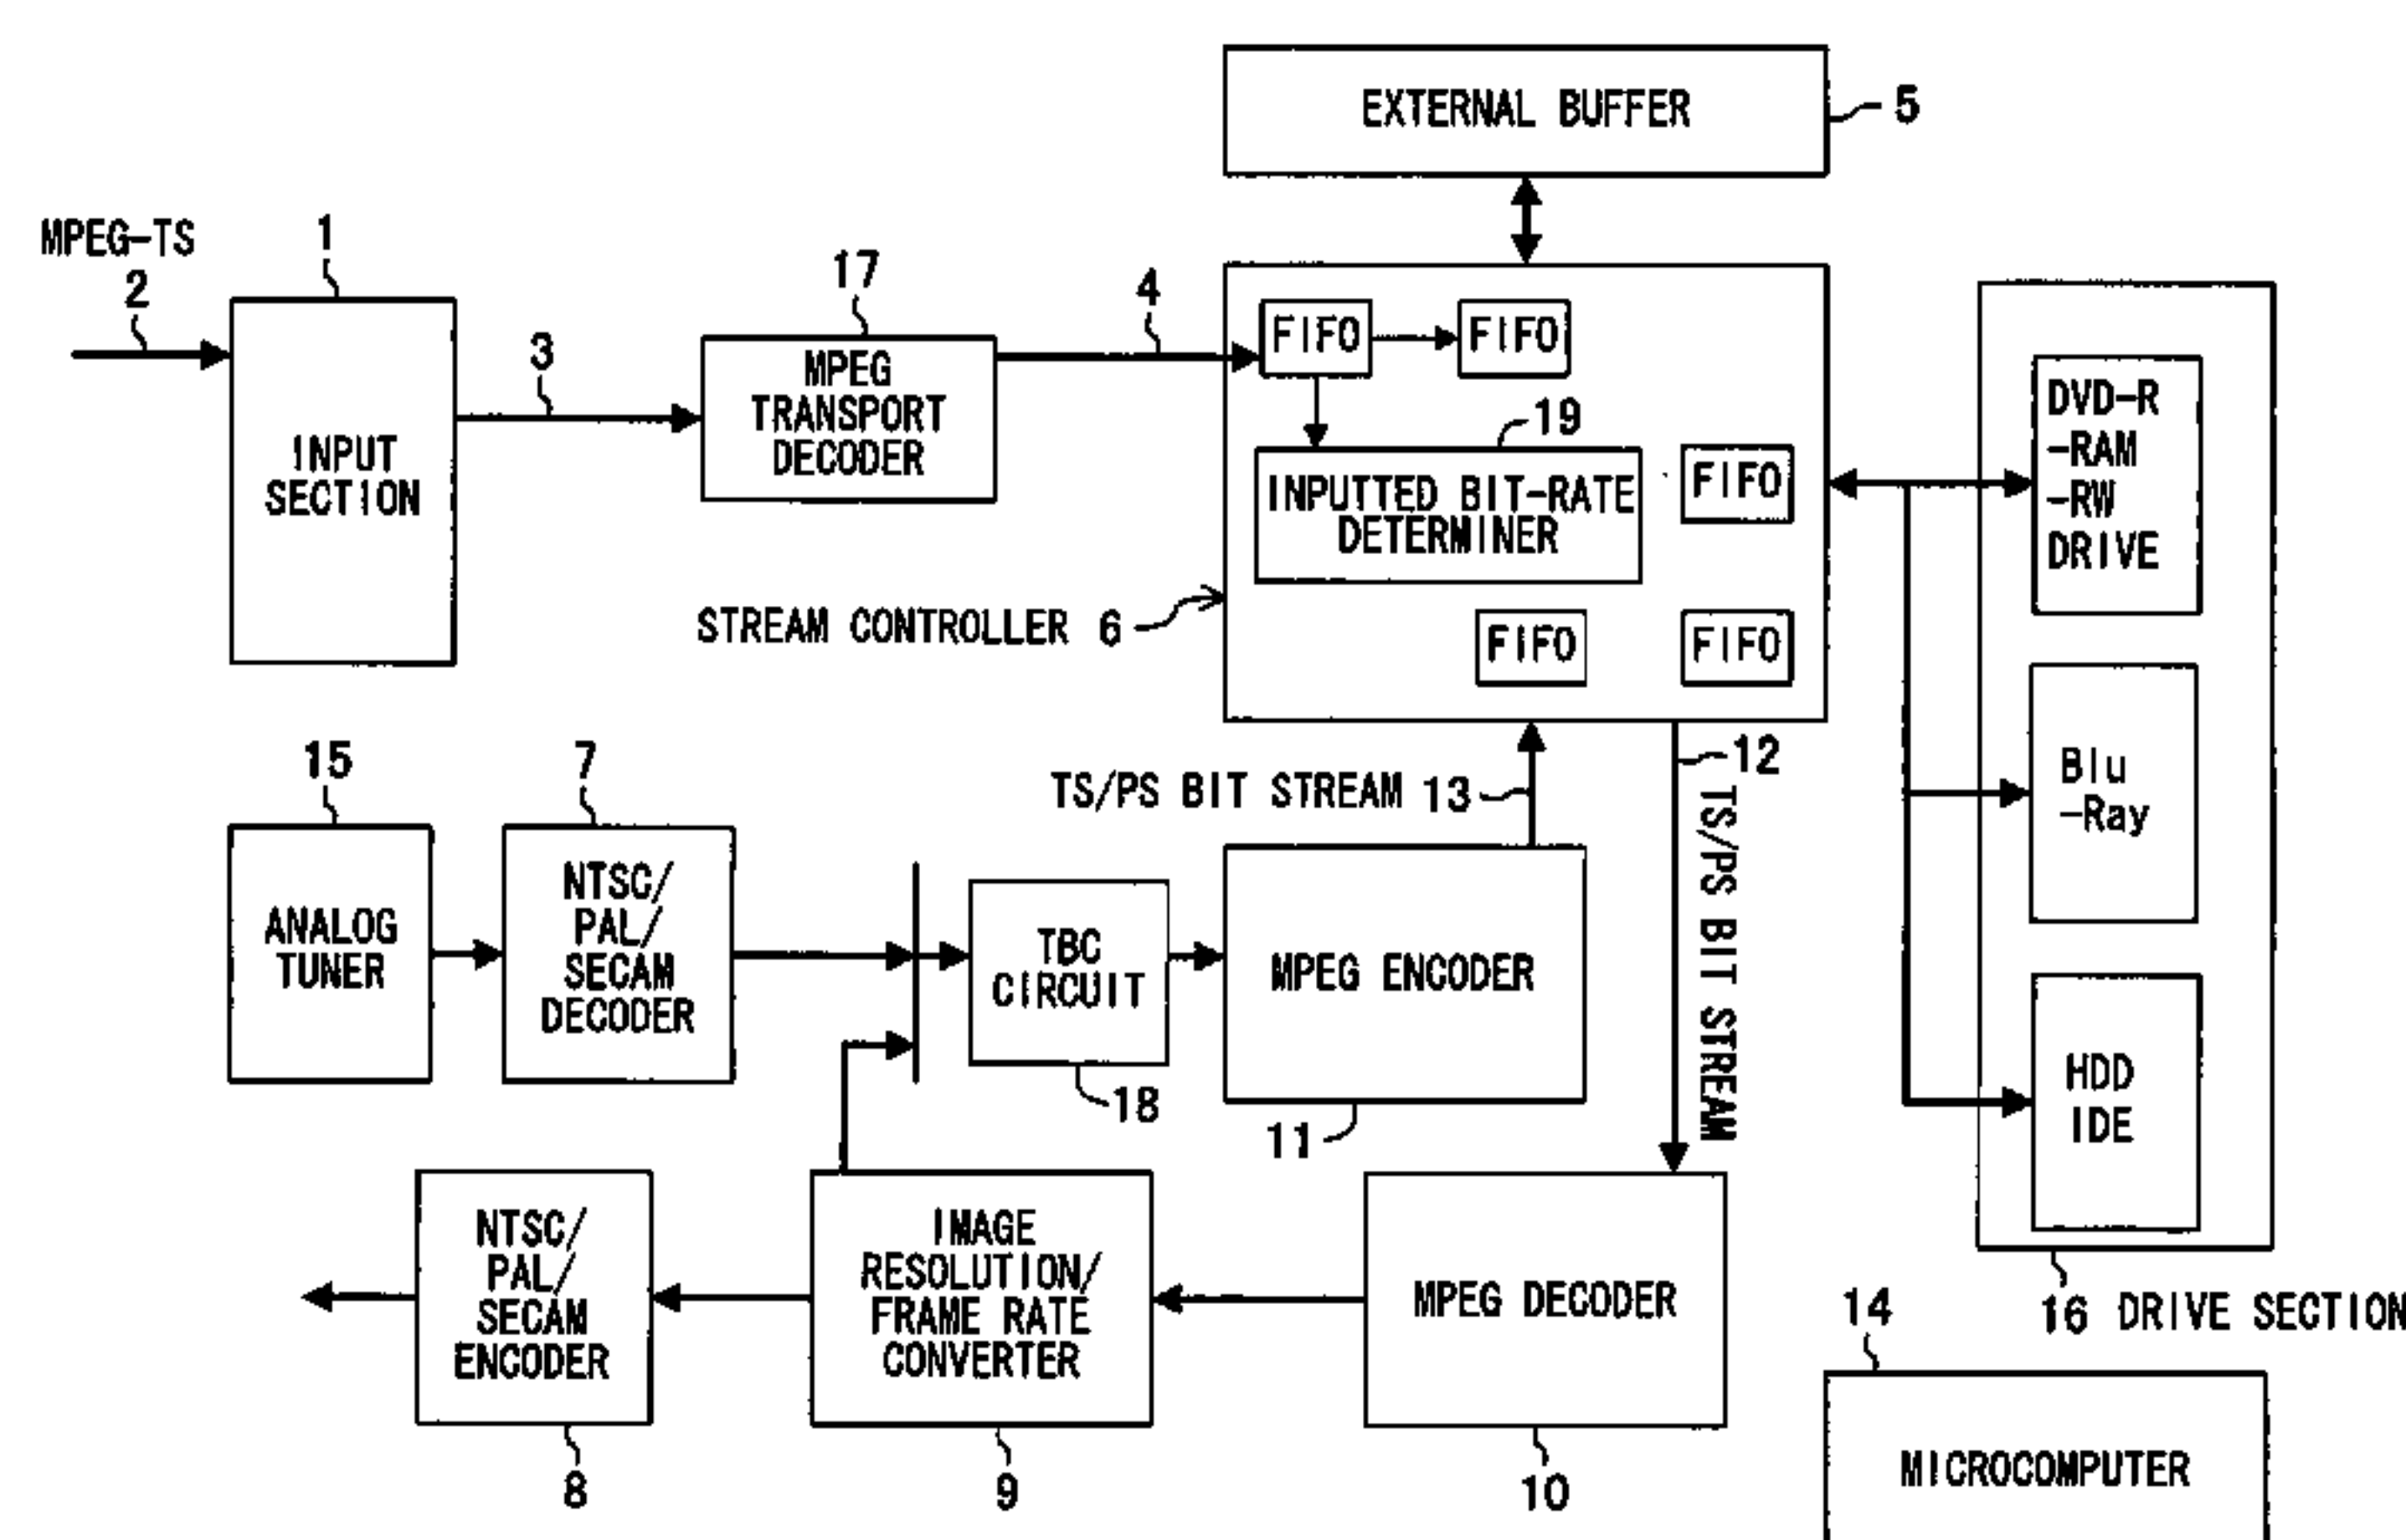 EXTERNAL BUFFER
5
MPEG-TS
2
1
INPUT
SECTION
3
17
MPEG
TRANSPORT
DECODER
4
FIFO
FIFO
19
INPUTTED BIT-RATE
DETERMINER
FIFO
STREAM CONTROLLER 6
FIFO
FIFO
DVD-R
-RAM
-RW
DRIVE
Blu
-Ray
HDD
IDE
16 DRIVE SECTION
15
ANALOG
TUNER
7
NTSC/
PAL/
SECAM
DECODER
TBC
CIRCUIT
18
TS/PS BIT STREAM 13
MPEG ENCODER
11
12
TS/PS BIT STREAM
NTSC/
PAL/
SECAM
ENCODER
8
IMAGE
RESOLUTION/
FRAME RATE
CONVERTER
9
MPEG DECODER
10
14
MICROCOMPUTER